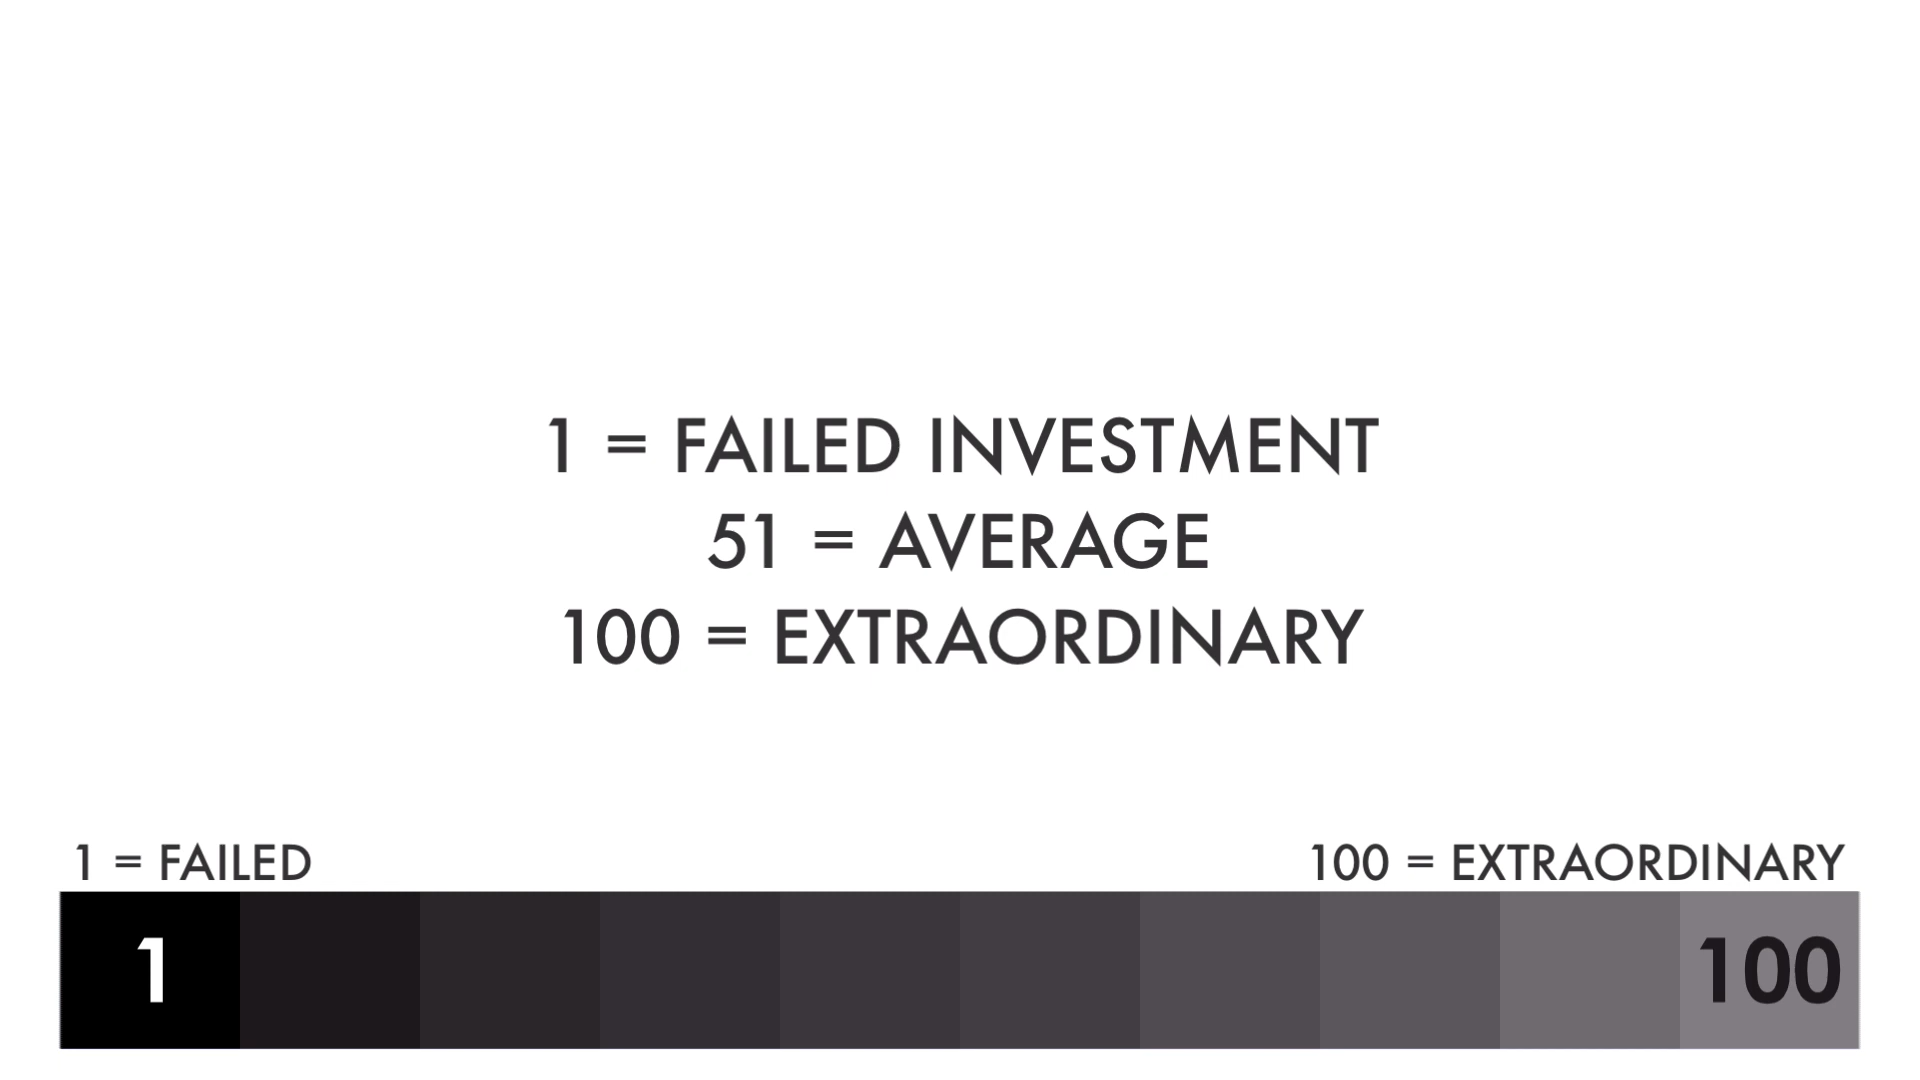 1 = FAILED INVESTMENT
51 = AVERAGE
100 = EXTRAORDINARY
1 = FAILED
100 = EXTRAORDINARY
1
100